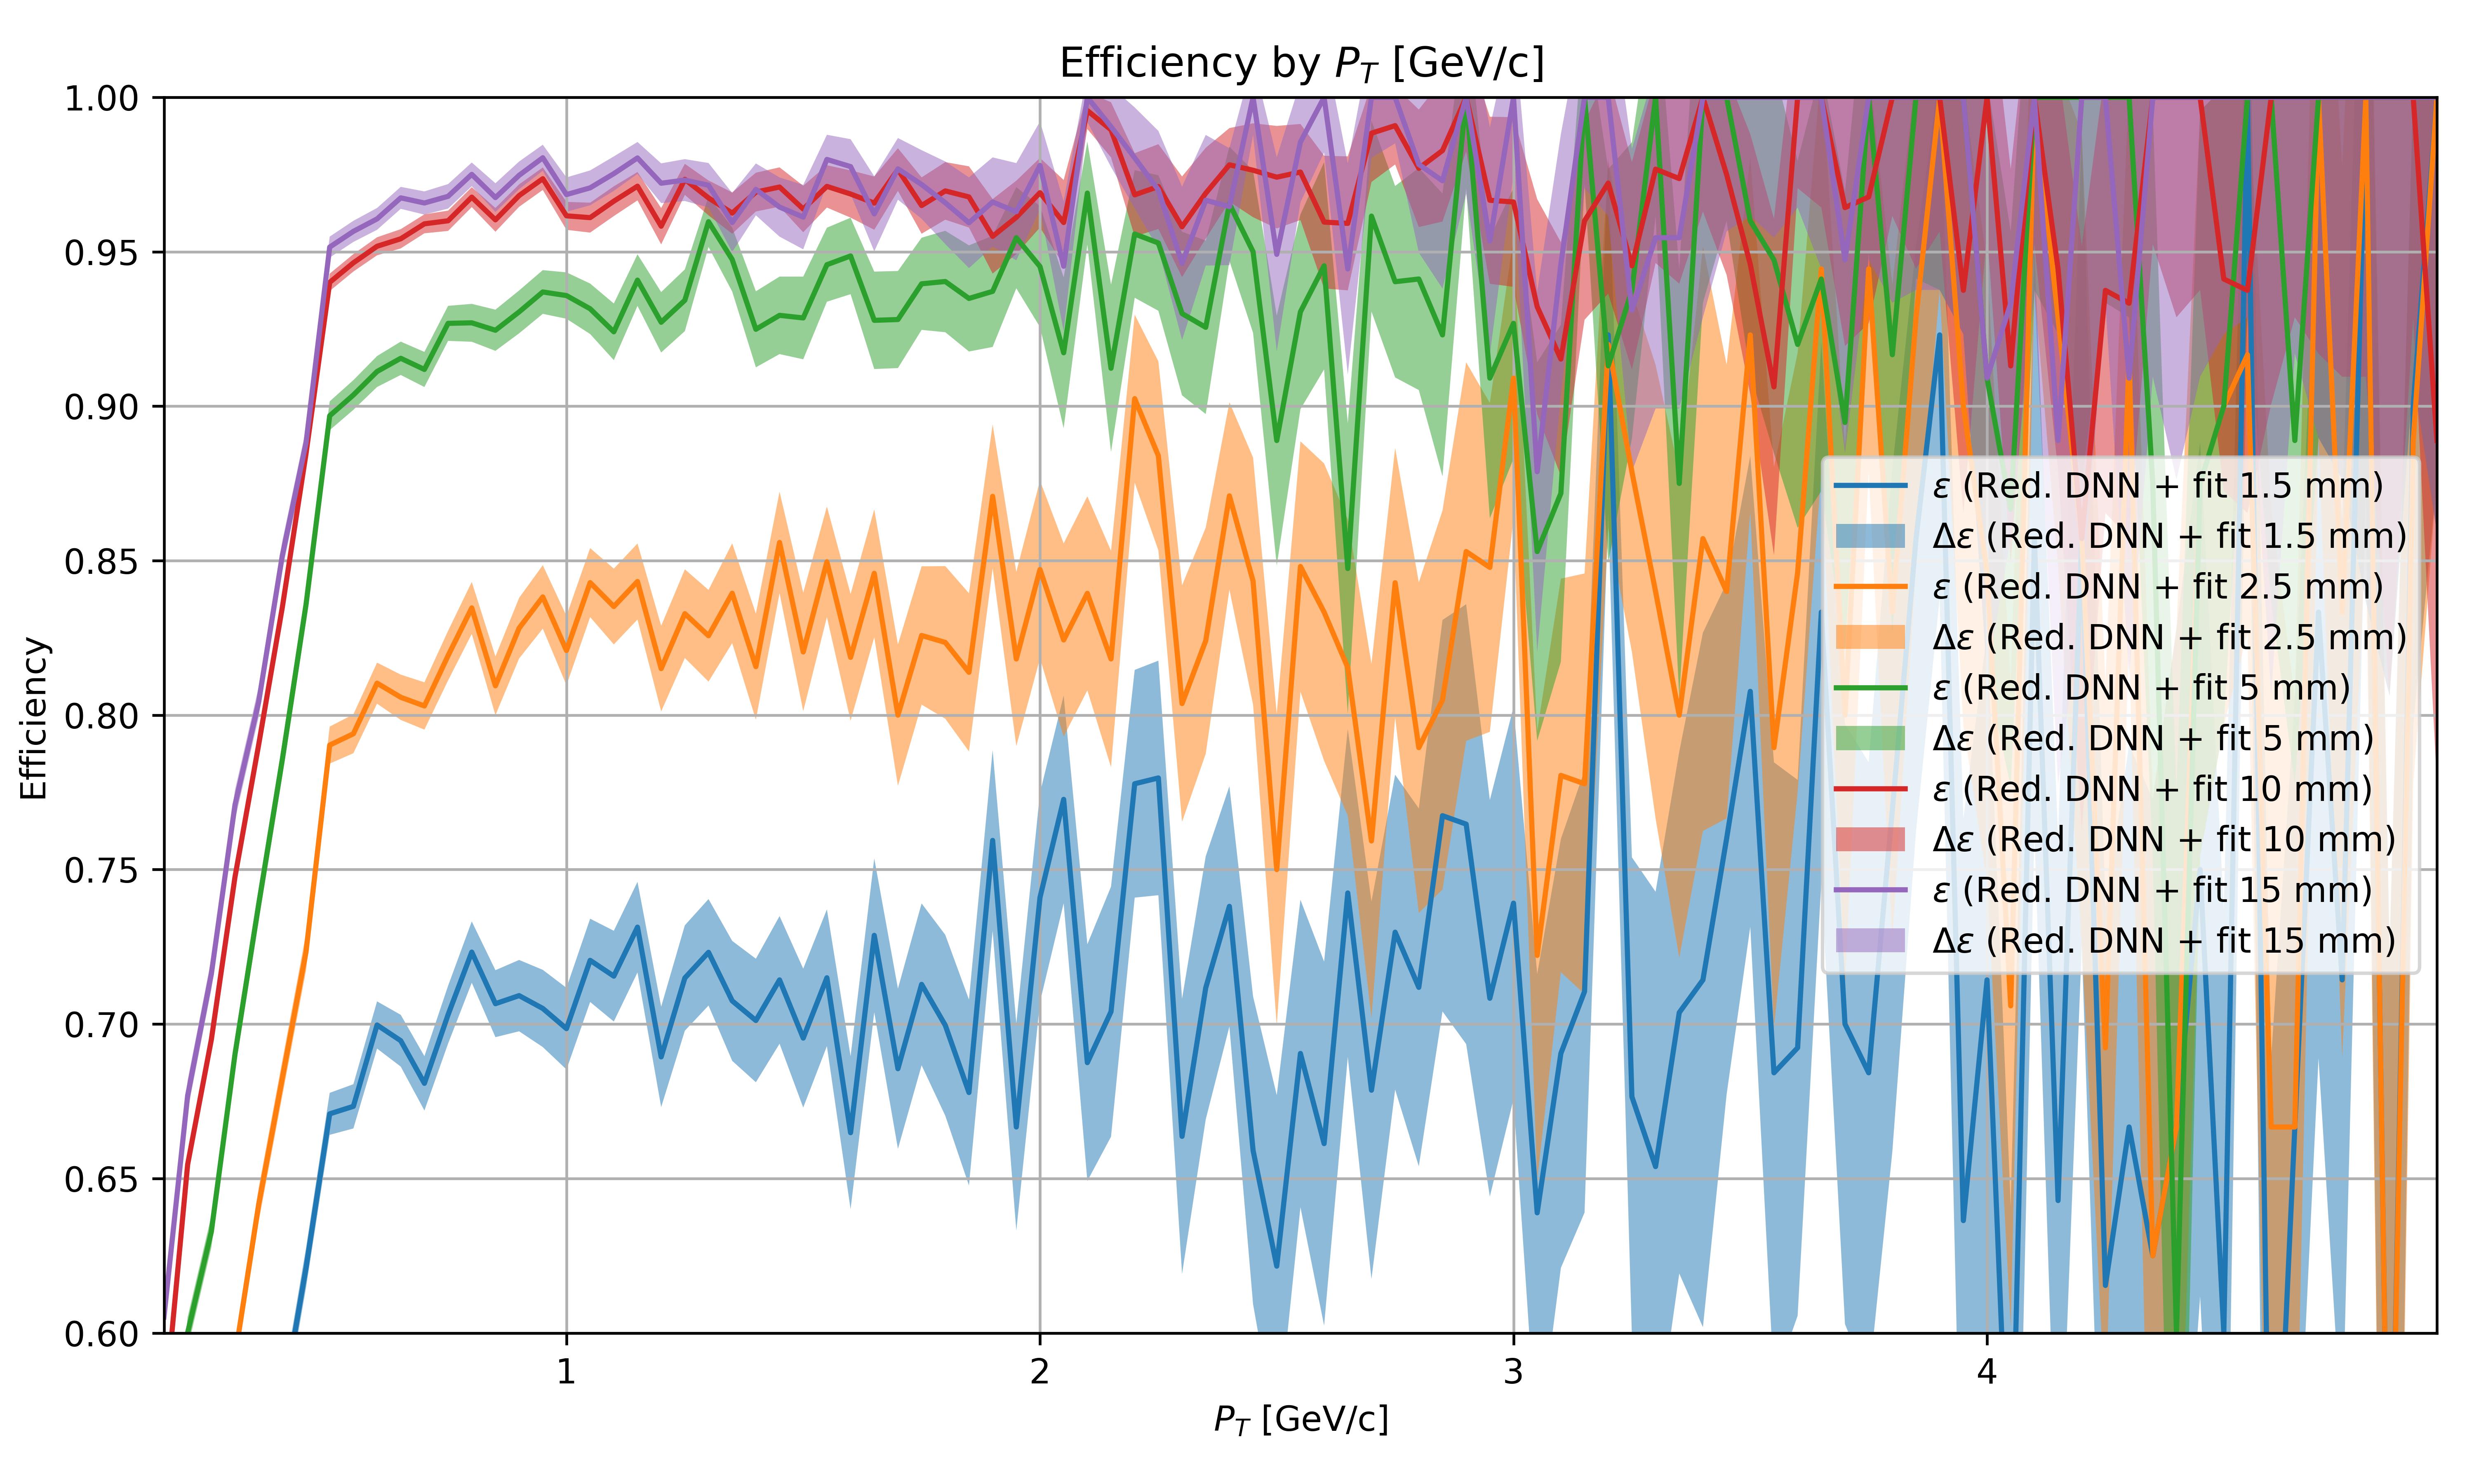 Efficiency by P_T [GeV/c]
Efficiency
1.00
0.95
0.90
0.85
0.80
0.75
0.70
0.65
0.60
ε (Red. DNN + fit 1.5 mm)
Δε (Red. DNN + fit 1.5 mm)
ε (Red. DNN + fit 2.5 mm)
Δε (Red. DNN + fit 2.5 mm)
ε (Red. DNN + fit 5 mm)
Δε (Red. DNN + fit 5 mm)
ε (Red. DNN + fit 10 mm)
Δε (Red. DNN + fit 10 mm)
ε (Red. DNN + fit 15 mm)
Δε (Red. DNN + fit 15 mm)
1 2 3 4
P_T [GeV/c]